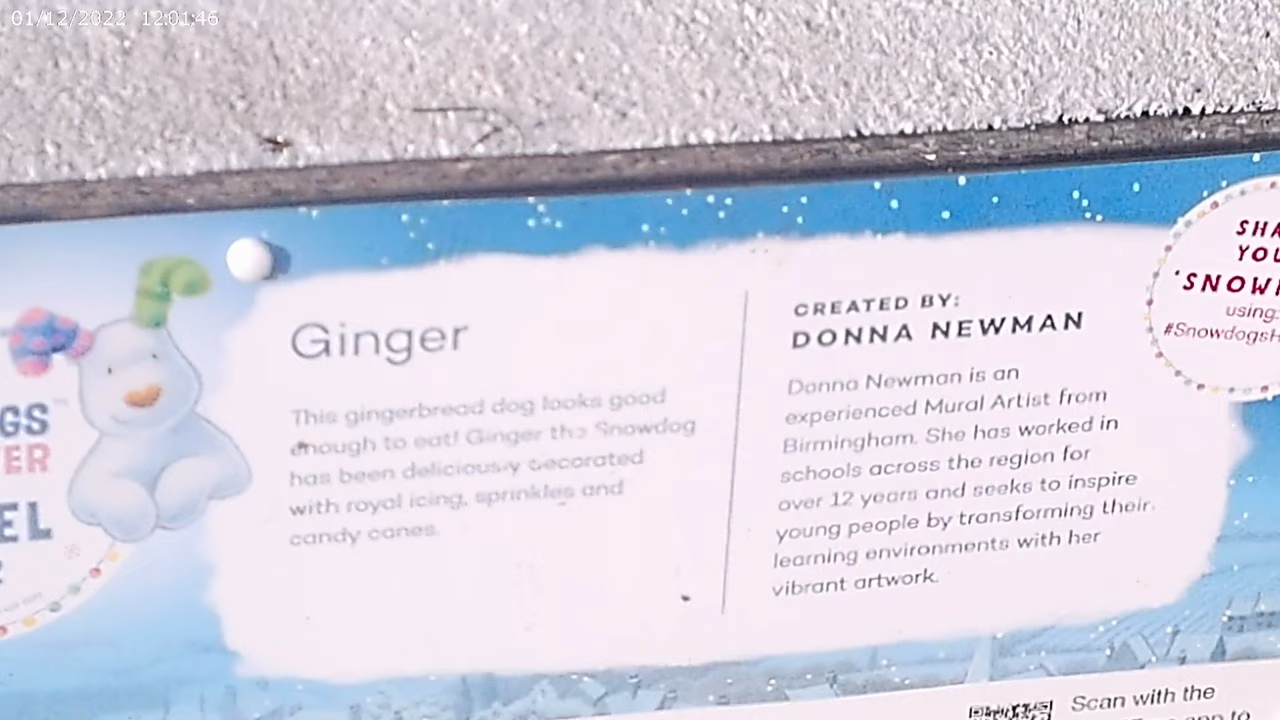 01/12/2022 12:01:46
GS
ER
EL
Ginger
This gingerbread dog looks good
enough to eat! Ginger the Snowdog
has been deliciously decorated
with royal icing, sprinkles and
candy canes.
CREATED BY:
DONNA NEWMAN
Donna Newman is an
experienced Mural Artist from
Birmingham. She has worked in
schools across the region for
over 12 years and seeks to inspire
young people by transforming their
learning environments with her
vibrant artwork.
SHA
YOU
'SNOW
using:
#SnowdogsH
Scan with the
app to